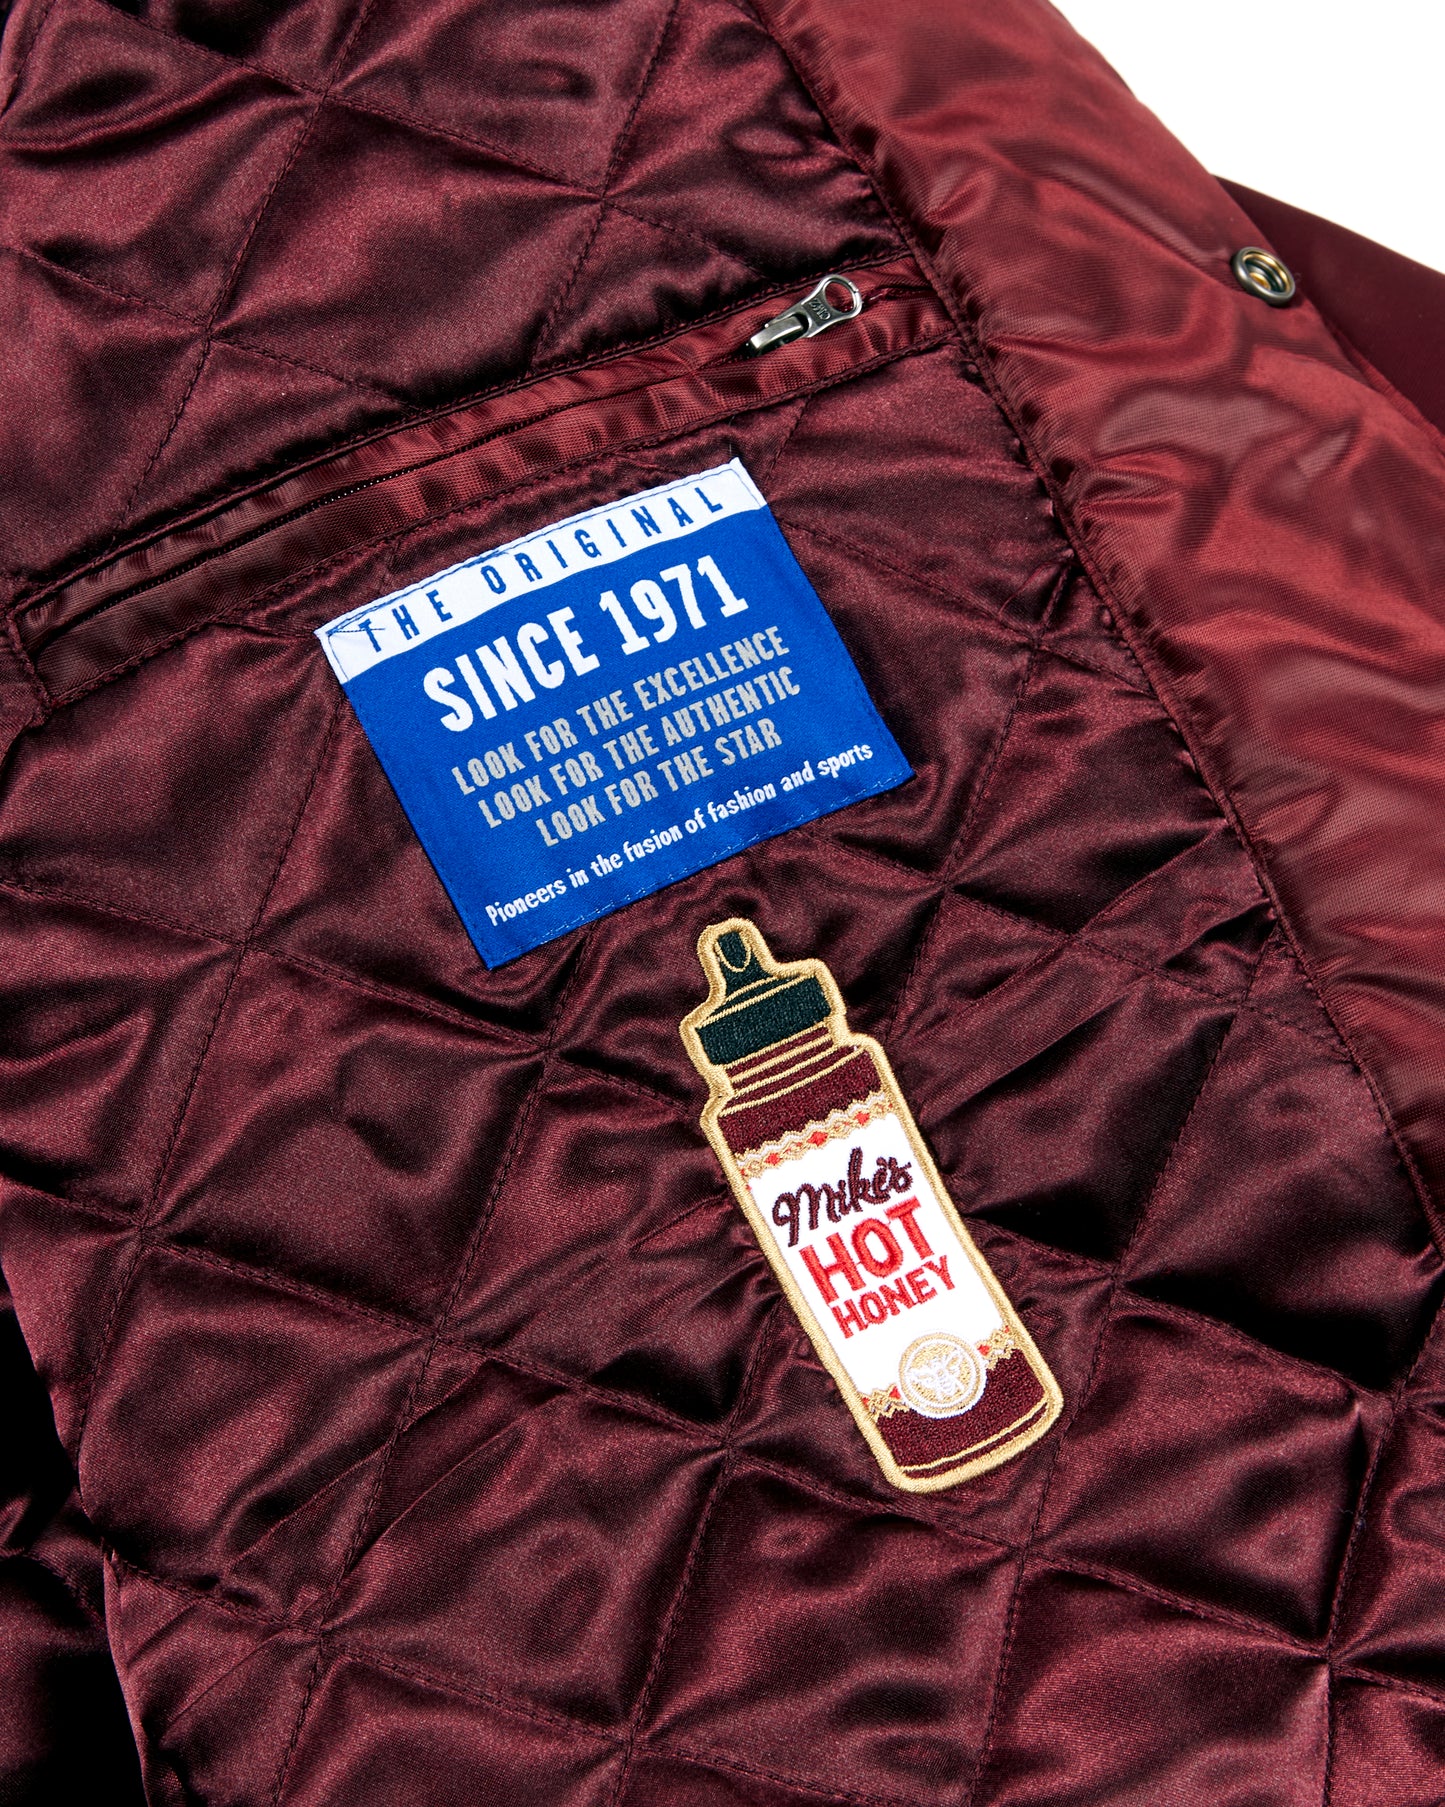 THE ORIGINAL
SINCE 1971
LOOK FOR THE EXCELLENCE
LOOK FOR THE AUTHENTIC
LOOK FOR THE STAR
Pioneers in the fusion of fashion and sports
Mike's
HOT
HONEY